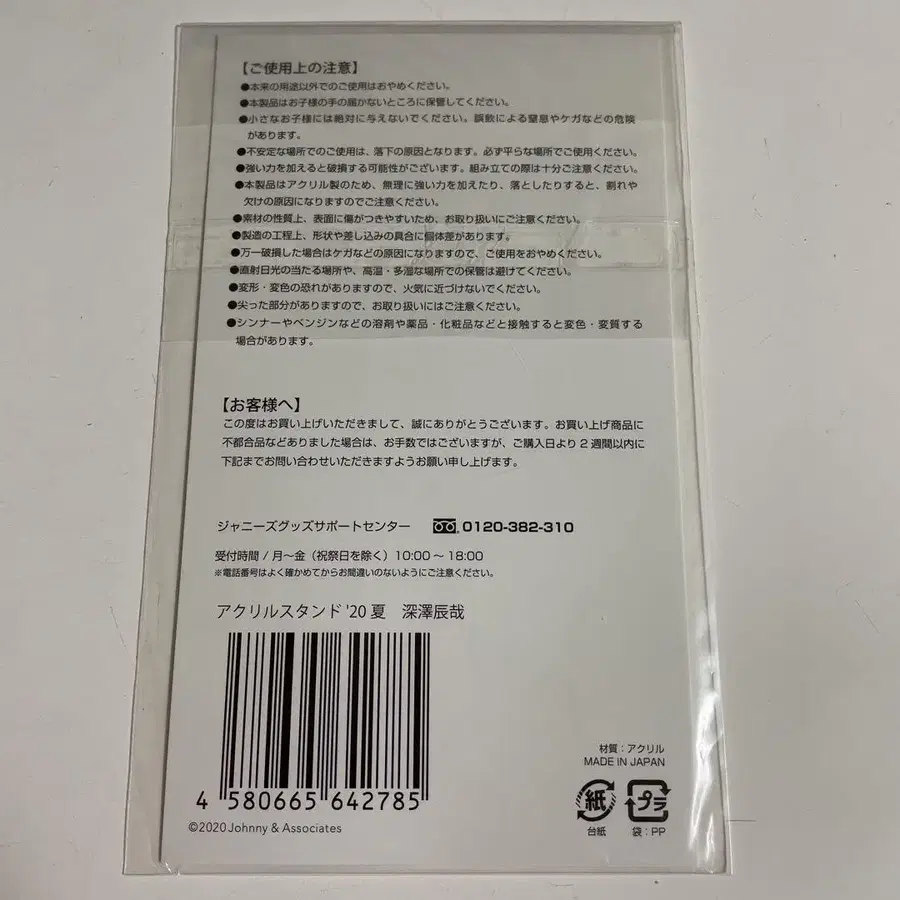 【ご使用上の注意】
●本来の用途以外でのご使用はおやめください。
●本製品はお子様の手の届かないところに保管してください。
●小さなお子様には絶対に与えないでください。誤飲による窒息やケガなどの危険
があります。
●不安定な場所でのご使用は、落下の原因となります。必ず平らな場所でご使用ください。
●強い力を加えると破損する可能性がございます。組み立ての際は十分ご注意ください。
●本製品はアクリル製のため、無理に強い力を加えたり、落としたりすると、割れや
欠けの原因になりますのでご注意ください。
●素材の性質上、表面に傷がつきやすいため、お取り扱いにご注意ください。
●製造の工程上、形状や差し込みの具合に個体差があります。
●万一破損した場合はケガなどの原因になりますので、ご使用をおやめください。
●直射日光の当たる場所や、高温・多湿な場所での保管は避けてください。
●変形・変色の恐れがありますので、火気に近づけないでください。
●尖った部分がありますので、お取り扱いにはご注意ください。
●シンナーやベンジンなどの溶剤や薬品・化粧品などと接触すると変色・変質する
場合があります。
【お客様へ】
この度はお買い上げいただきまして、誠にありがとうございます。お買い上げ商品に
不都合品などありました場合は、お手数ではございますが、ご購入日より2週間以内に
下記までお問い合わせいただきますようお願い申し上げます。
ジャニーズグッズサポートセンター 0120-382-310
受付時間 / 月〜金（祝祭日を除く）10:00〜18:00
※電話番号はよく確かめてからお間違いのないようにご注意ください。
アクリルスタンド '20 夏 深澤辰哉
4 580665 642785
©2020 Johnny & Associates
材質：アクリル
MADE IN JAPAN
紙 プラ
台紙 袋：PP